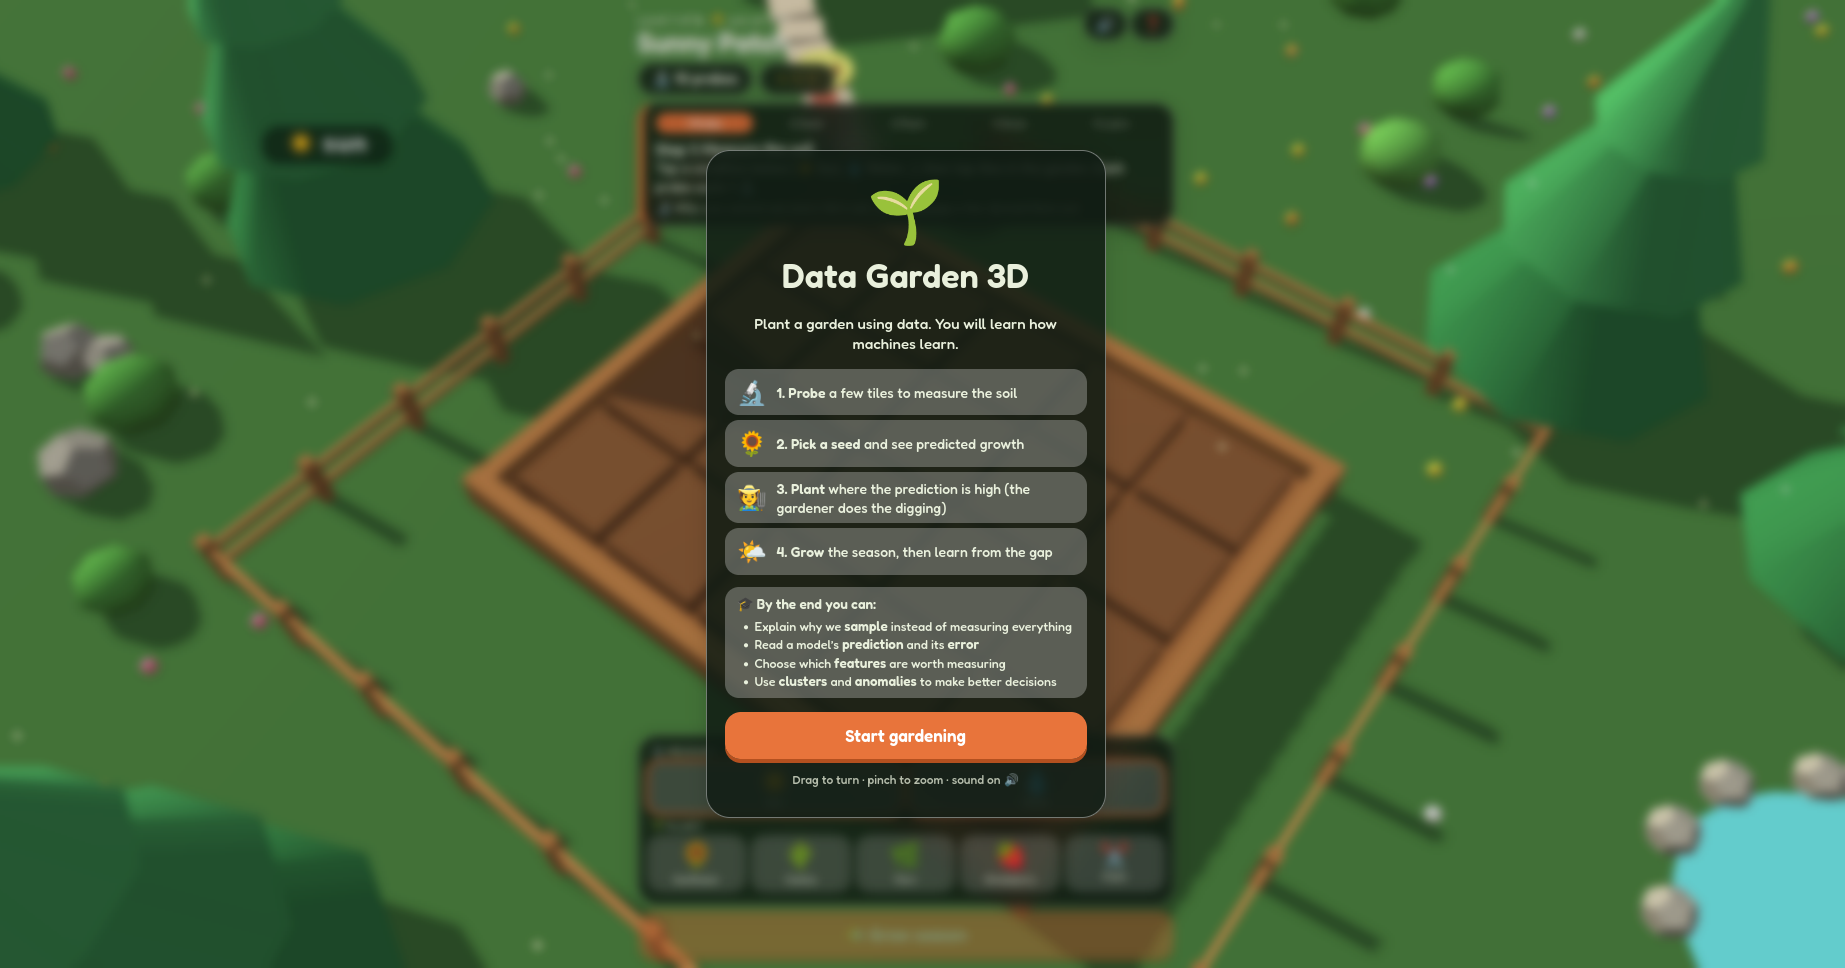 Data Garden 3D
Plant a garden using data. You will learn how
machines learn.
1. Probe a few tiles to measure the soil
2. Pick a seed and see predicted growth
3. Plant where the prediction is high (the
gardener does the digging)
4. Grow the season, then learn from the gap
By the end you can:
• Explain why we sample instead of measuring everything
• Read a model's prediction and its error
• Choose which features are worth measuring
• Use clusters and anomalies to make better decisions
Start gardening
Drag to turn · pinch to zoom · sound on